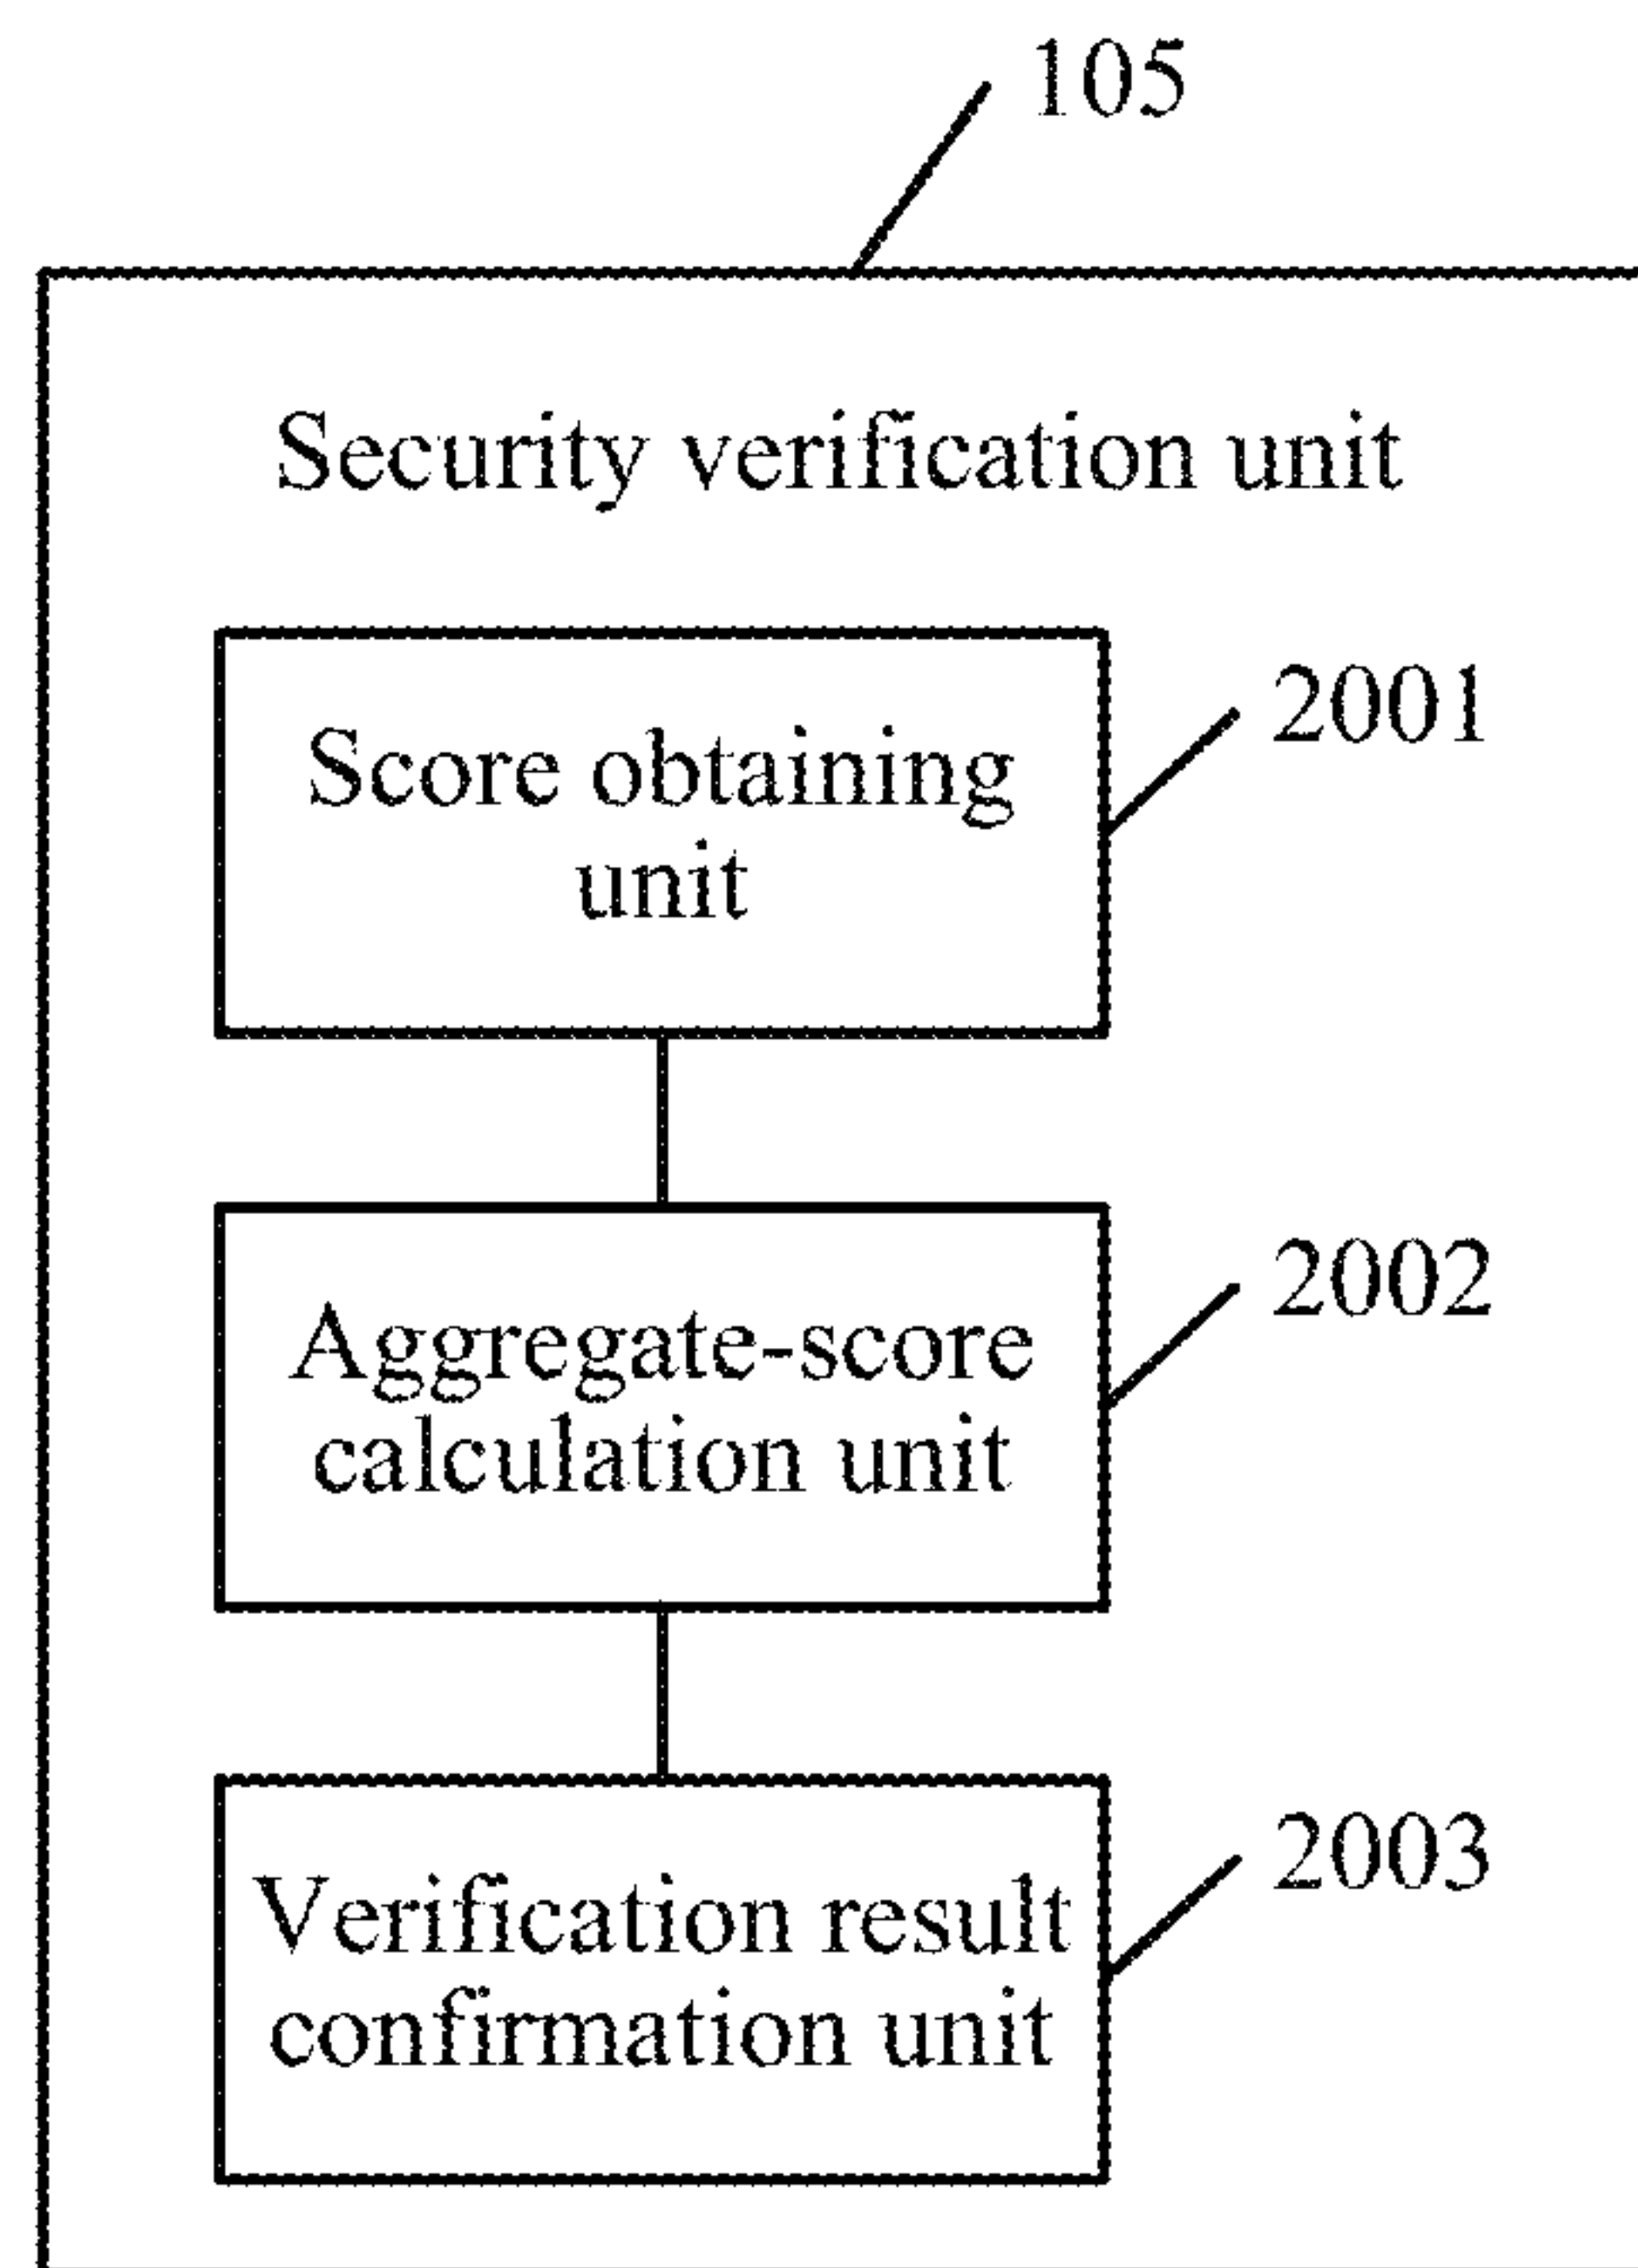 105
Security verification unit
Score obtaining
unit
2001
Aggregate-score
calculation unit
2002
Verification result
confirmation unit
2003